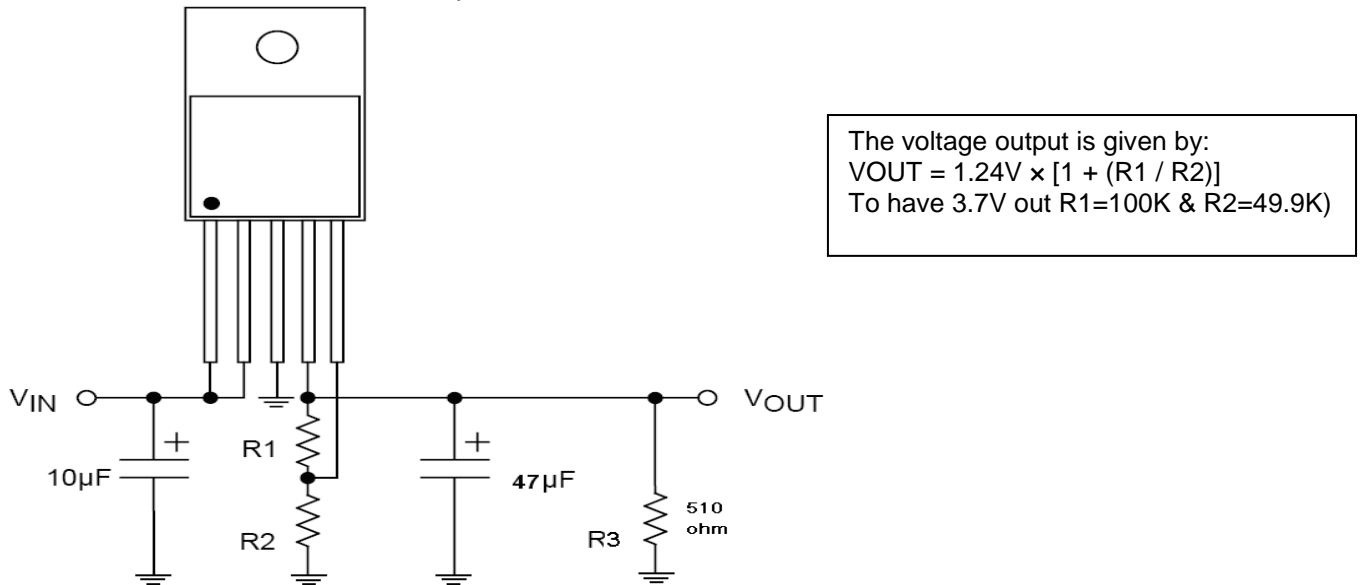 The voltage output is given by:
VOUT = 1.24V × [1 + (R1 / R2)]
To have 3.7V out R1=100K & R2=49.9K)
VIN
VOUT
R1
10µF
47µF
510
ohm
R2
R3